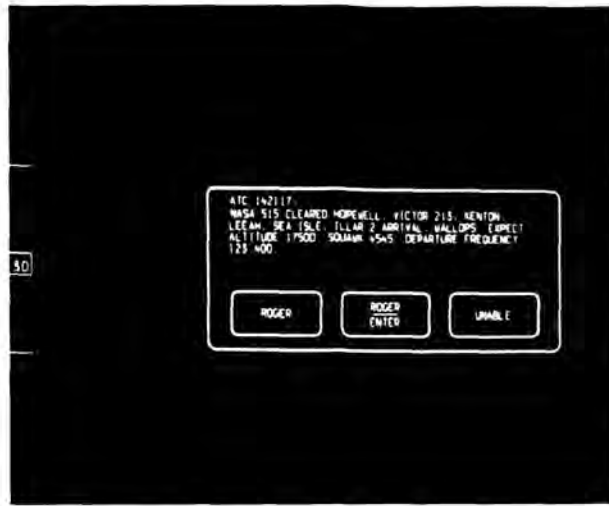 ATC 142117.
NASA 515 CLEARED HOPEWELL, VICTOR 213, KENTON,
LEEAH, SEA ISLE, ILLAR 2 ARRIVAL, WALLOPS. EXPECT
ALTITUDE 17500. SQUAWK 4545. DEPARTURE FREQUENCY
123.400.
30
ROGER
ROGER
ENTER
UNABLE